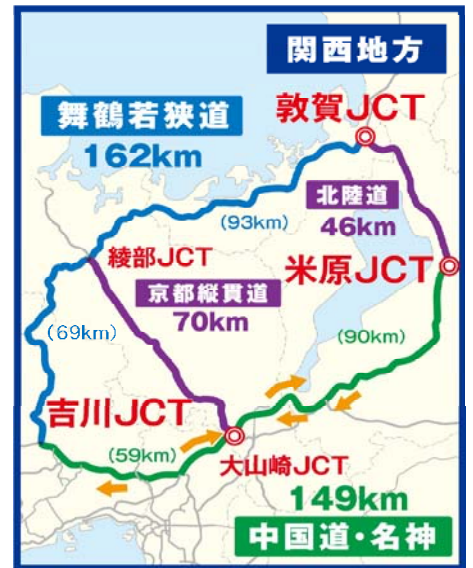 関西地方
敦賀JCT
舞鶴若狭道
162km
北陸道
46km
(93km)
米原JCT
綾部JCT
京都縦貫道
70km
(69km)
(90km)
吉川JCT
(59km)
大山崎JCT
149km
中国道・名神